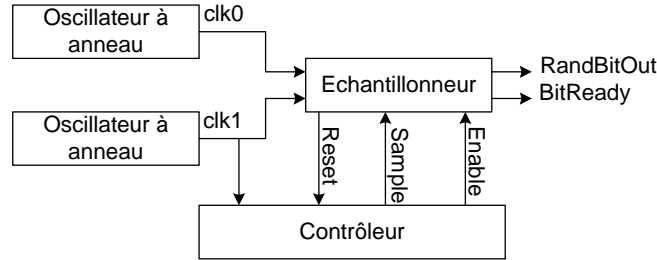 Oscillateur à
anneau
clk0
Echantillonneur
RandBitOut
BitReady
Oscillateur à
anneau
clk1
Reset
Sample
Enable
Contrôleur